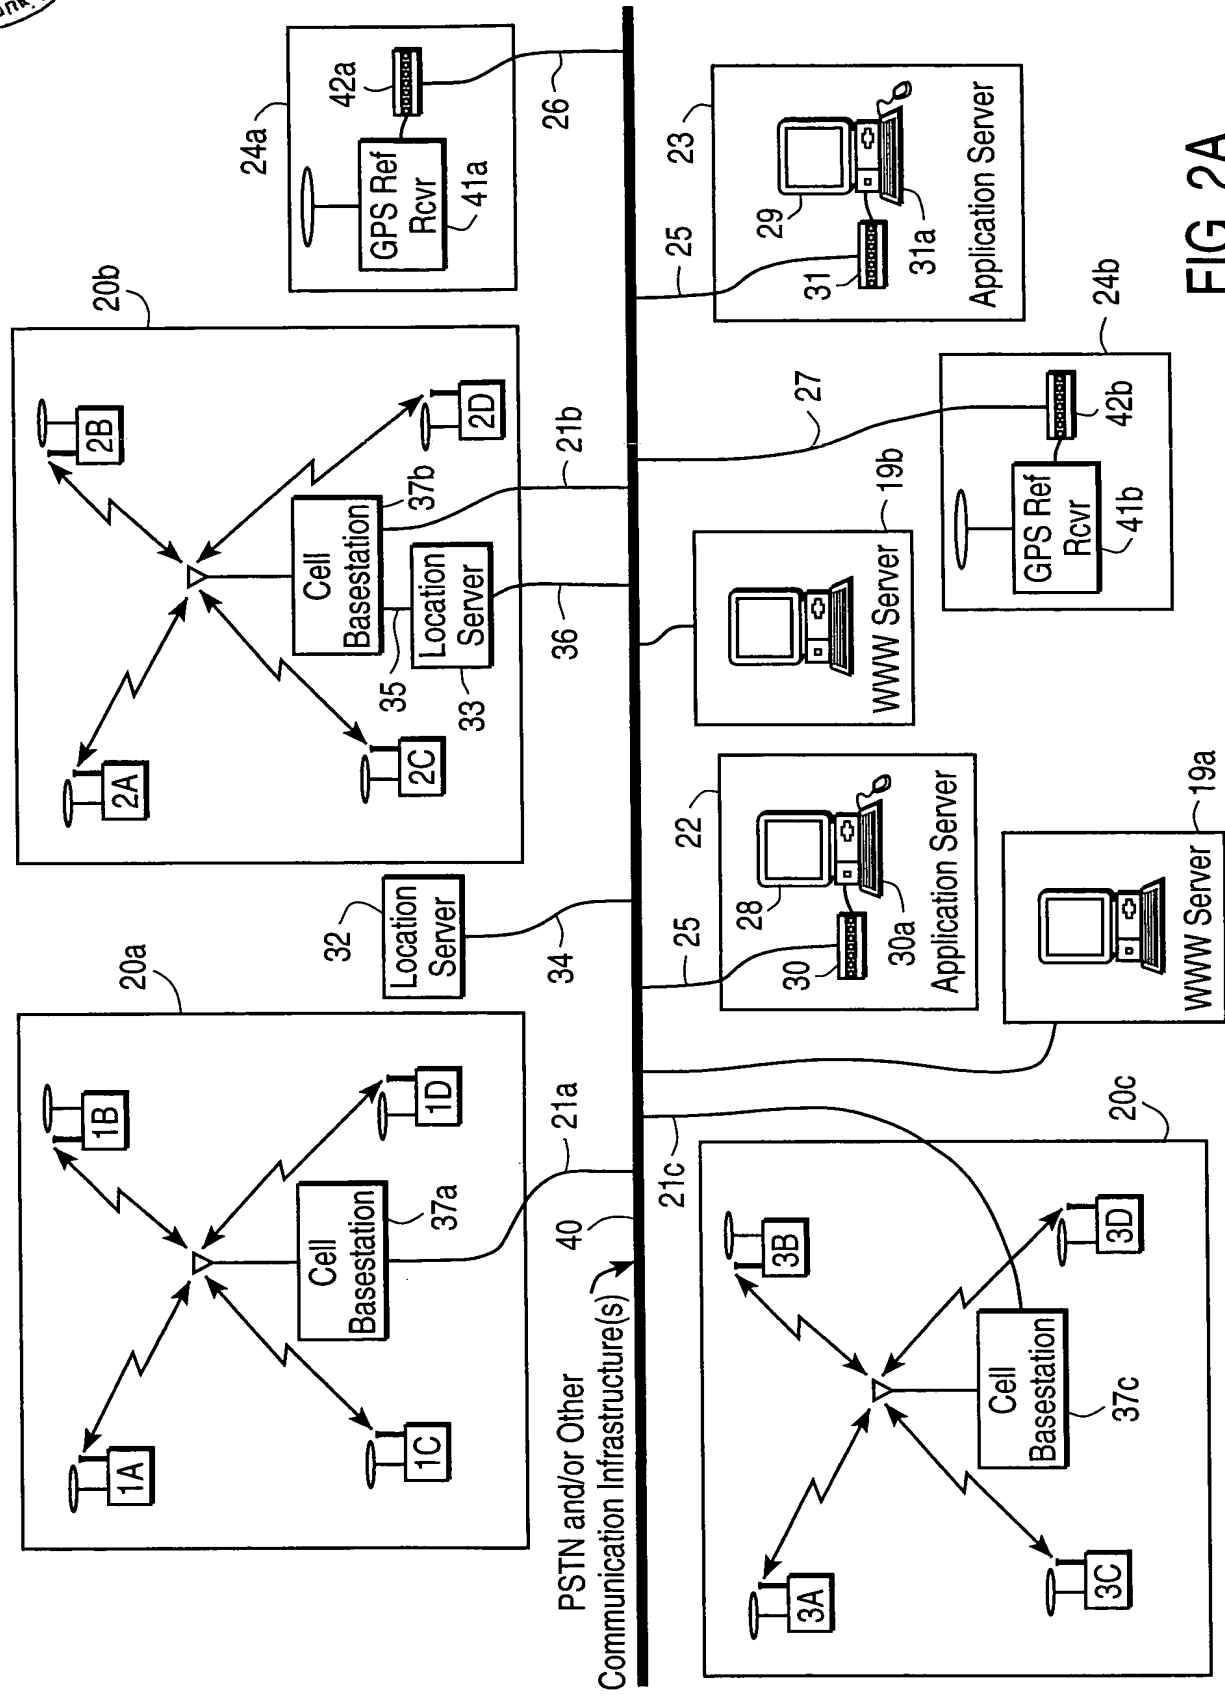 20a
1A
1B
1C
1D
Cell
Basestation
37a
21a
32
Location
Server
34
20b
2A
2B
2C
2D
Cell
Basestation
37b
35
Location
Server
33
36
21b
24a
GPS Ref
Rcvr
41a
42a
26
PSTN and/or Other
Communication Infrastructure(s)
40
21c
20c
3A
3B
3C
3D
Cell
Basestation
37c
25
22
28
30
30a
Application Server
WWW Server
19a
WWW Server
19b
27
24b
GPS Ref
Rcvr
41b
42b
25
23
29
31
31a
Application Server
FIG. 2A